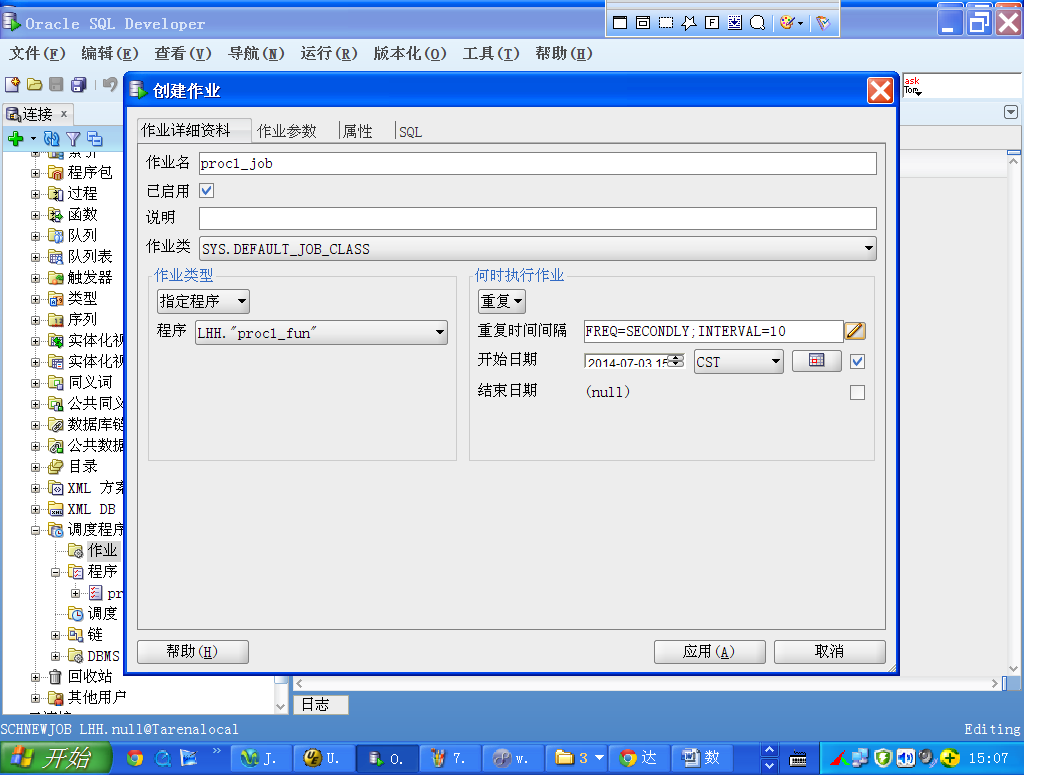 Oracle SQL Developer
文件(F) 编辑(E) 查看(V) 导航(N) 运行(R) 版本化(O) 工具(T) 帮助(H)
ask
Tom
连接 x
创建作业
作业详细资料 作业参数 属性 SQL
作业名 proc1_job
已启用
说明
作业类 SYS.DEFAULT_JOB_CLASS
作业类型
指定程序
程序 LHH."proc1_fun"
何时执行作业
重复
重复时间间隔 FREQ=SECONDLY;INTERVAL=10
开始日期 2014-07-03 15 CST
结束日期 (null)
帮助(H) 应用(A) 取消
索引
程序包
过程
函数
队列
队列表
触发器
类型
序列
实体化视
实体化视
同义词
公共同义
数据库链
公共数据
目录
XML 方案
XML DB
调度程序
作业
程序
pr
调度
链
DBMS
回收站
其他用户
日志
SCHNEWJOB LHH.null@Tarenalocal Editing
开始 J. U. O. 7. w. 3 达 数 15:07